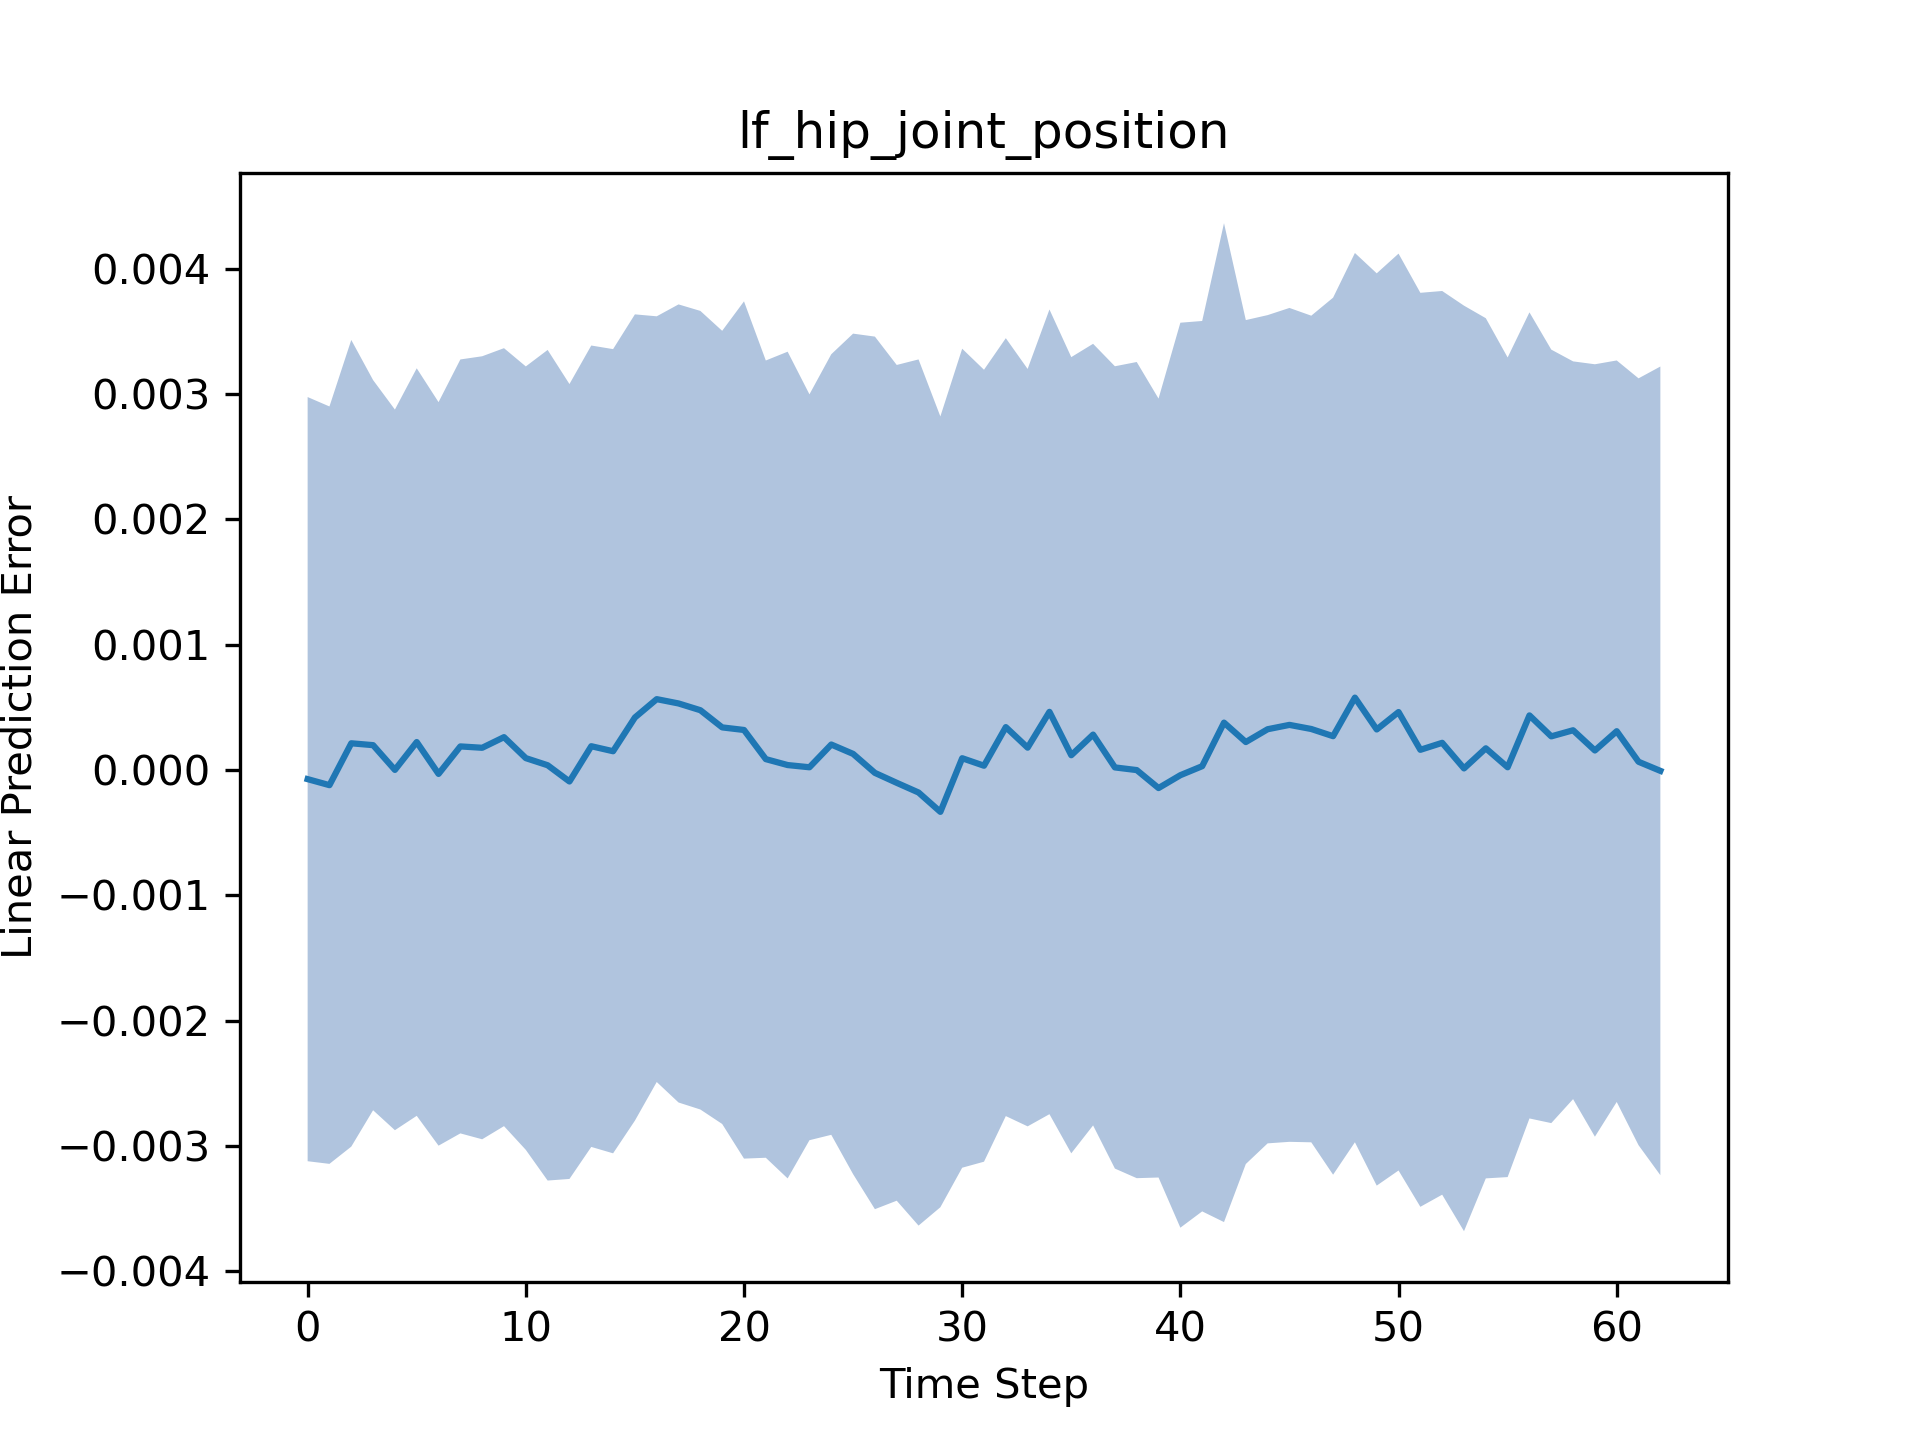 lf_hip_joint_position
Linear Prediction Error
0.004
0.003
0.002
0.001
0.000
−0.001
−0.002
−0.003
−0.004
0 10 20 30 40 50 60
Time Step